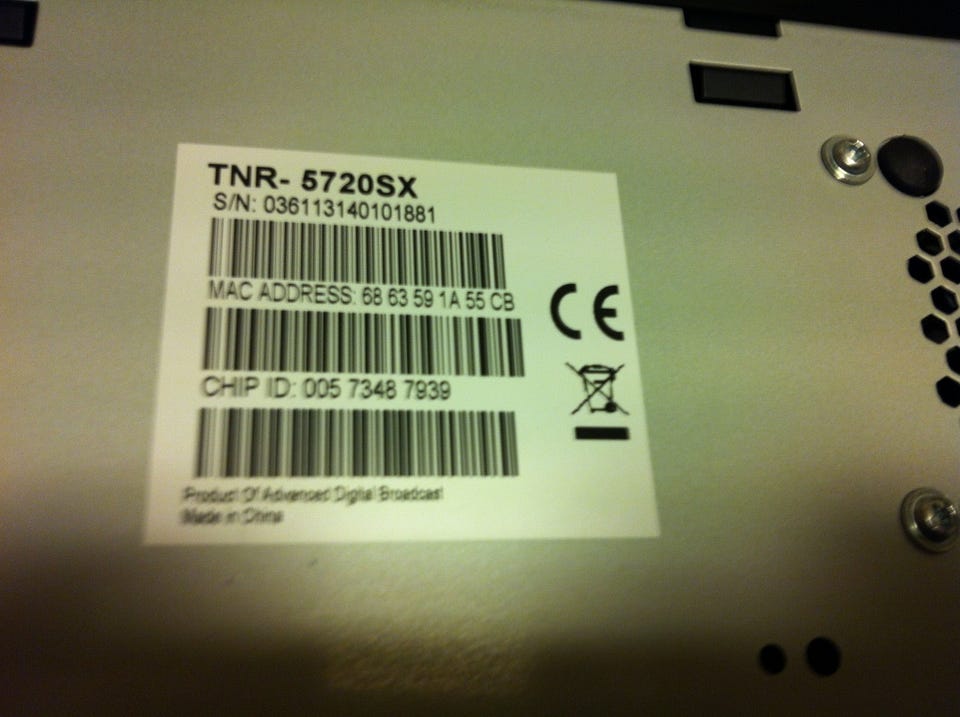 TNR- 5720SX
S/N: 036113140101881
MAC ADDRESS: 68 63 59 1A 55 CB
CHIP ID: 005 7348 7939
CE
Product Of Advanced Digital Broadcast
Made in China